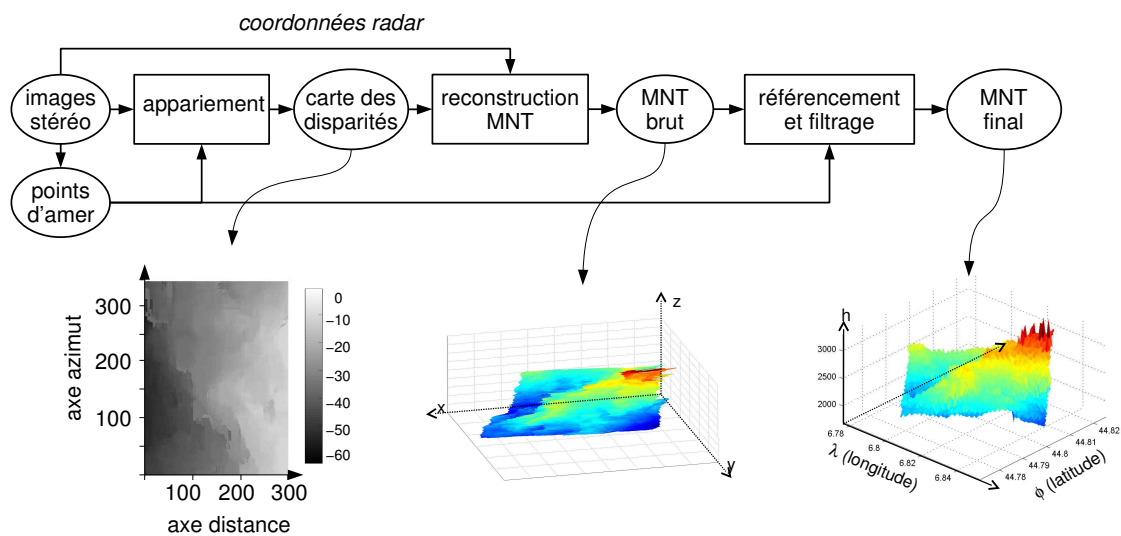 coordonnées radar
images
stéréo
appariement
carte des
disparités
reconstruction
MNT
MNT
brut
référencement
et filtrage
MNT
final
points
d'amer
300
200
100
axe azimut
100 200 300
axe distance
0
−10
−20
−30
−40
−50
−60
z
x
y
h
3000
2500
2000
6.78
6.8
6.82
6.84
λ (longitude)
44.82
44.81
44.8
44.79
44.78
ϕ (latitude)